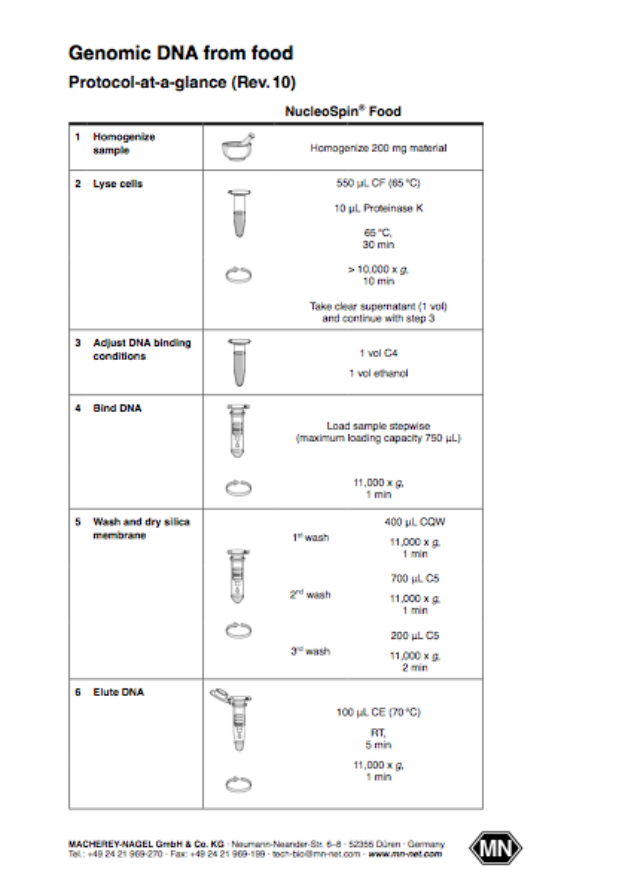 Genomic DNA from food
Protocol-at-a-glance (Rev. 10)
NucleoSpin® Food
1 Homogenize
sample
Homogenize 200 mg material
2 Lyse cells
550 µL CF (65 °C)
10 µL Proteinase K
65 °C,
30 min
> 10,000 x g,
10 min
Take clear supernatant (1 vol)
and continue with step 3
3 Adjust DNA binding
conditions
1 vol C4
1 vol ethanol
4 Bind DNA
Load sample stepwise
(maximum loading capacity 750 µL)
11,000 x g,
1 min
5 Wash and dry silica
membrane
1st wash
400 µL CQW
11,000 x g,
1 min
2nd wash
700 µL C5
11,000 x g,
1 min
3rd wash
200 µL C5
11,000 x g,
2 min
6 Elute DNA
100 µL CE (70 °C)
RT,
5 min
11,000 x g,
1 min
MACHEREY-NAGEL GmbH & Co. KG · Neumann-Neander-Str. 6–8 · 52355 Düren · Germany
Tel.: +49 24 21 969-270 · Fax: +49 24 21 969-199 · tech-bio@mn-net.com · www.mn-net.com
MN